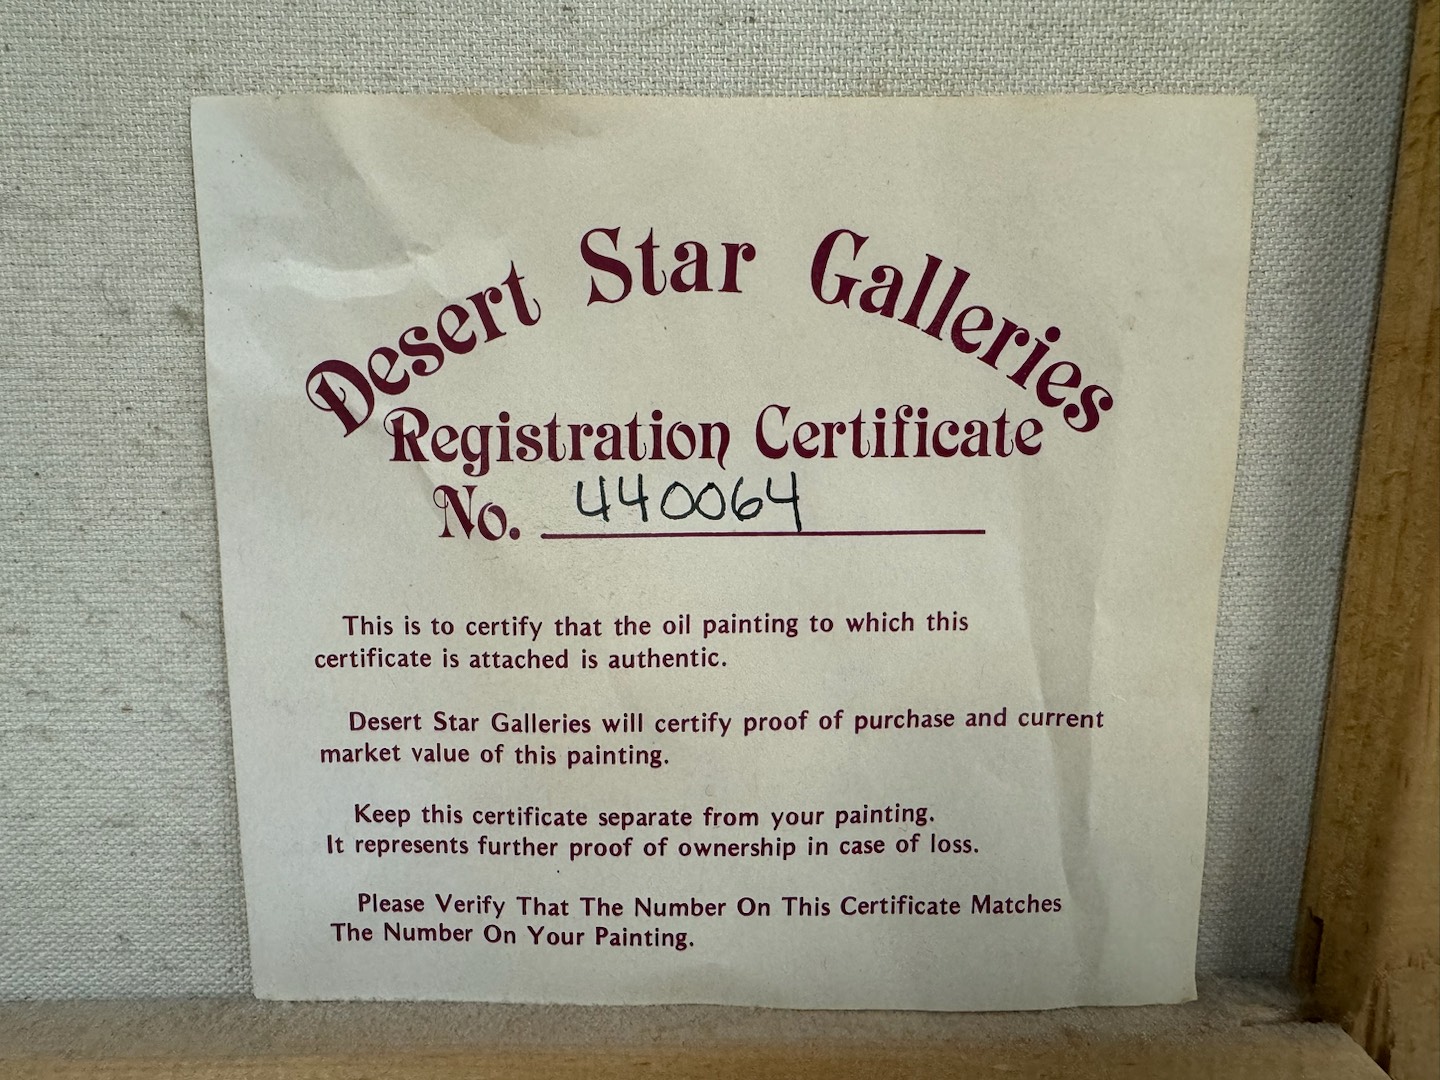 Desert Star Galleries
Registration Certificate
No. 440064
This is to certify that the oil painting to which this
certificate is attached is authentic.
Desert Star Galleries will certify proof of purchase and current
market value of this painting.
Keep this certificate separate from your painting.
It represents further proof of ownership in case of loss.
Please Verify That The Number On This Certificate Matches
The Number On Your Painting.